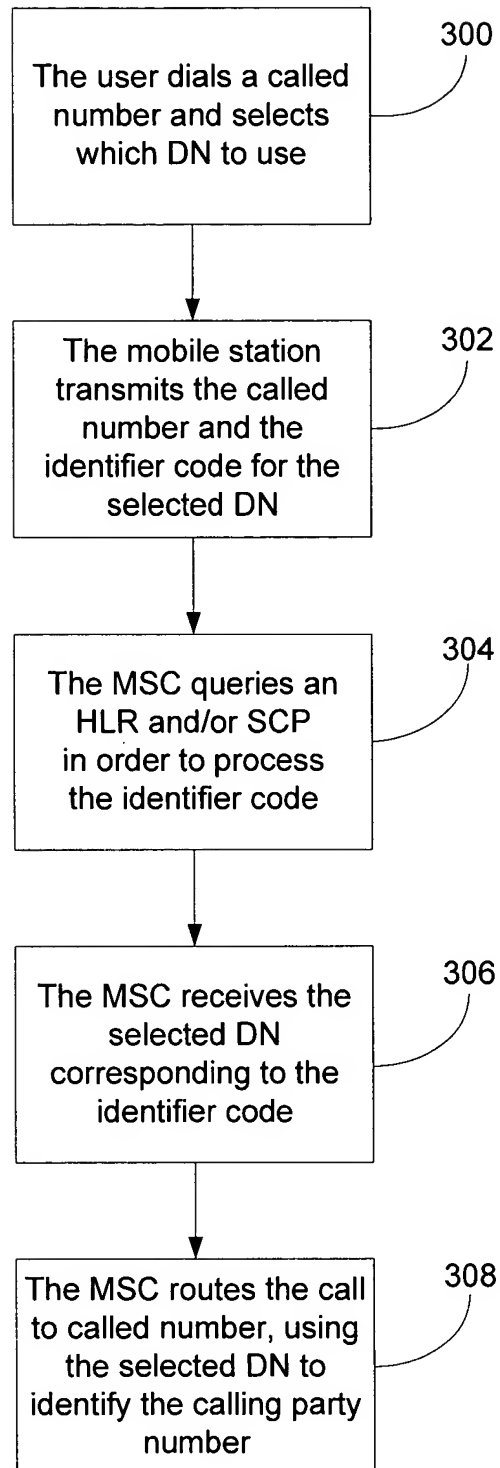 300
The user dials a called
number and selects
which DN to use
302
The mobile station
transmits the called
number and the
identifier code for the
selected DN
304
The MSC queries an
HLR and/or SCP
in order to process
the identifier code
306
The MSC receives the
selected DN
corresponding to the
identifier code
308
The MSC routes the call
to called number, using
the selected DN to
identify the calling party
number